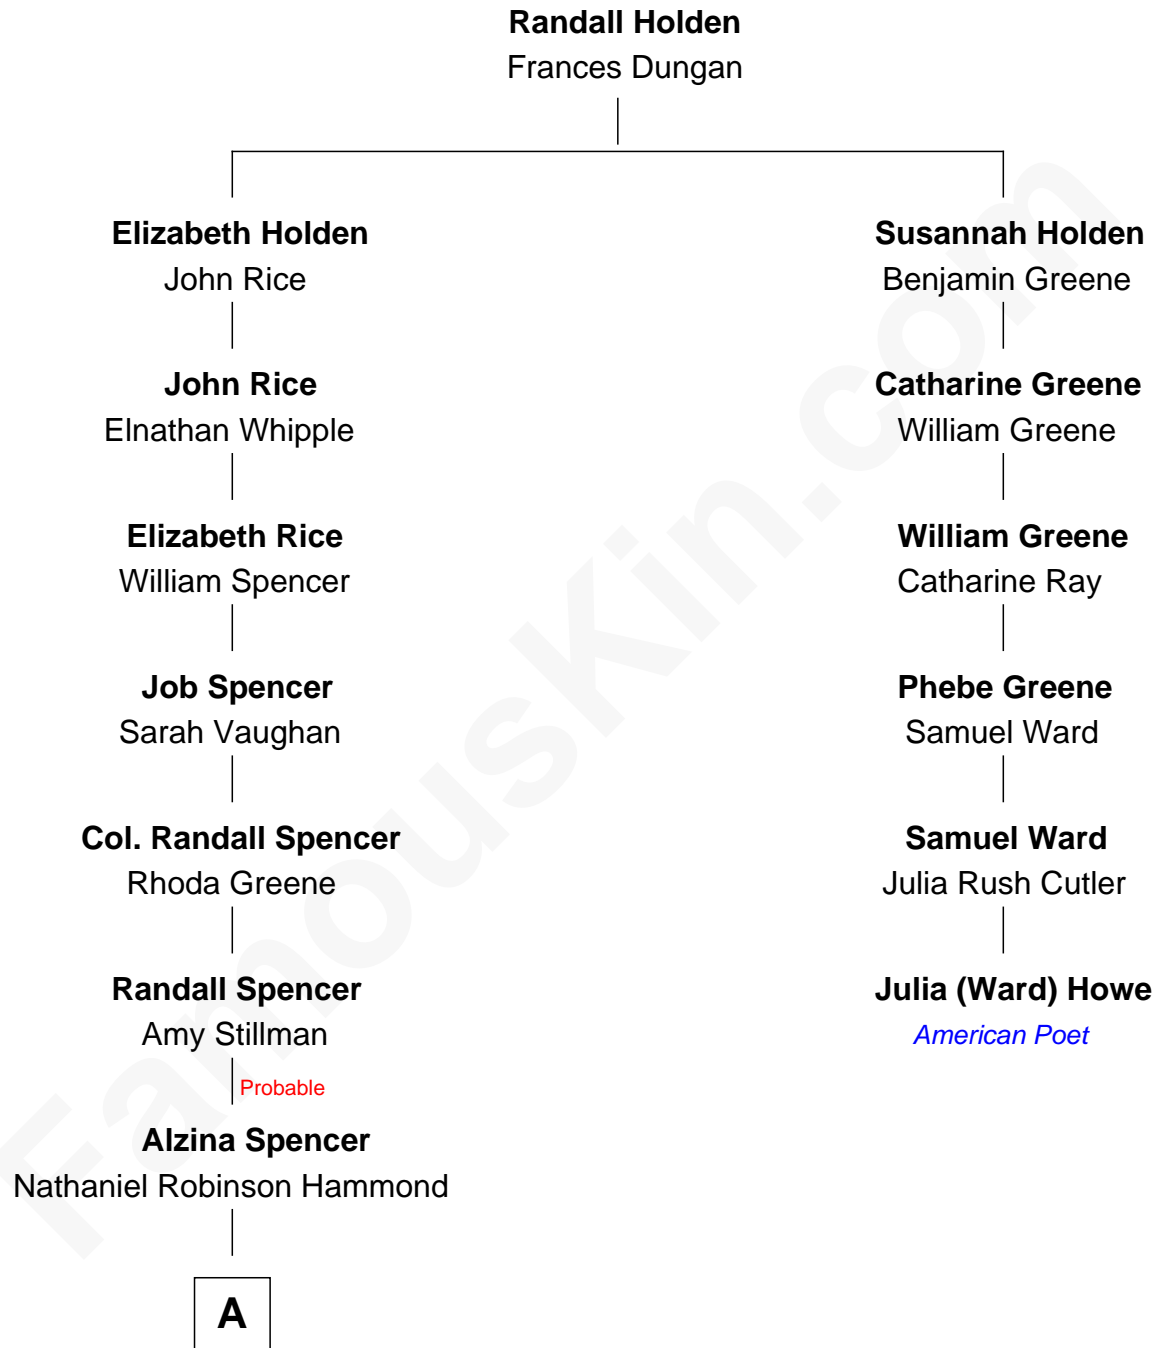 Randall Holden
Frances Dungan
Elizabeth Holden
John Rice
Susannah Holden
Benjamin Greene
John Rice
Elnathan Whipple
Catharine Greene
William Greene
Elizabeth Rice
William Spencer
William Greene
Catharine Ray
Job Spencer
Sarah Vaughan
Phebe Greene
Samuel Ward
Col. Randall Spencer
Rhoda Greene
Samuel Ward
Julia Rush Cutler
Randall Spencer
Amy Stillman
Julia (Ward) Howe
American Poet
Probable
Alzina Spencer
Nathaniel Robinson Hammond
A
FamousKin.com